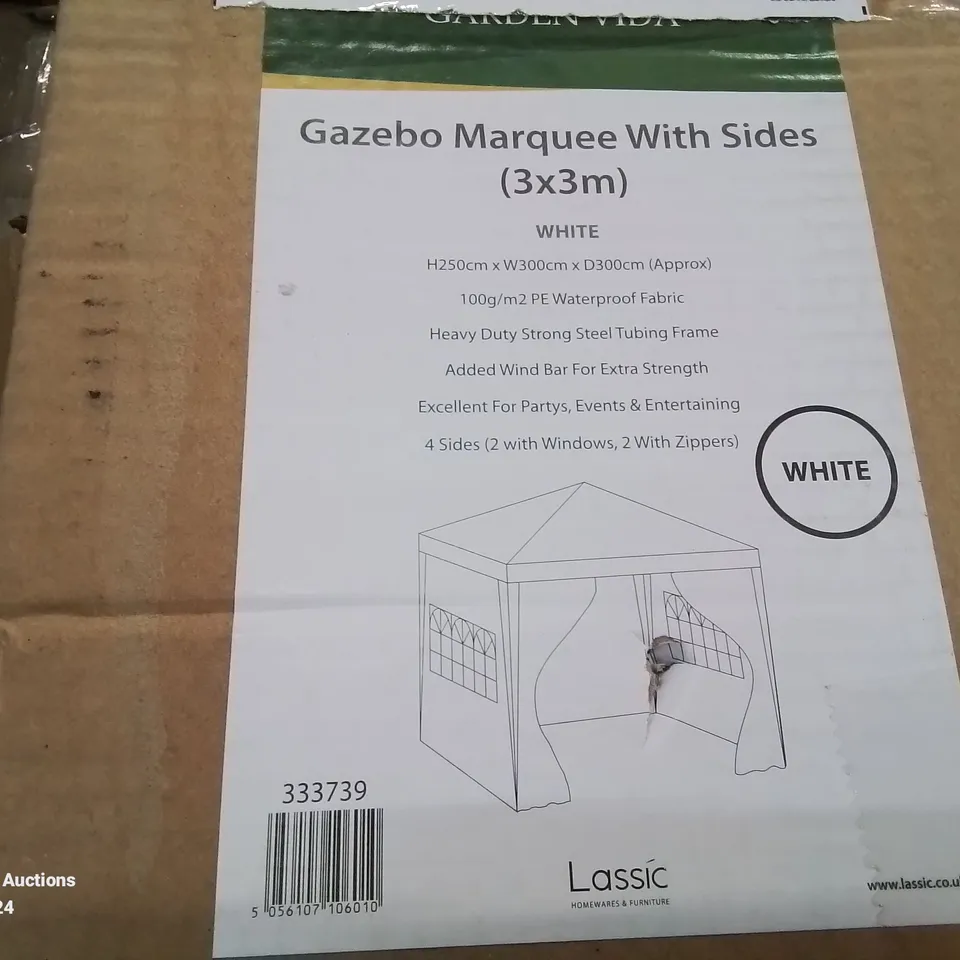 GARDEN VIDA
Gazebo Marquee With Sides
(3x3m)
WHITE
H250cm x W300cm x D300cm (Approx)
100g/m2 PE Waterproof Fabric
Heavy Duty Strong Steel Tubing Frame
Added Wind Bar For Extra Strength
Excellent For Partys, Events & Entertaining
4 Sides (2 with Windows, 2 With Zippers)
WHITE
333739
5 056107 106010
Lassic
HOMEWARES & FURNITURE
www.lassic.co.u
Auctions
24